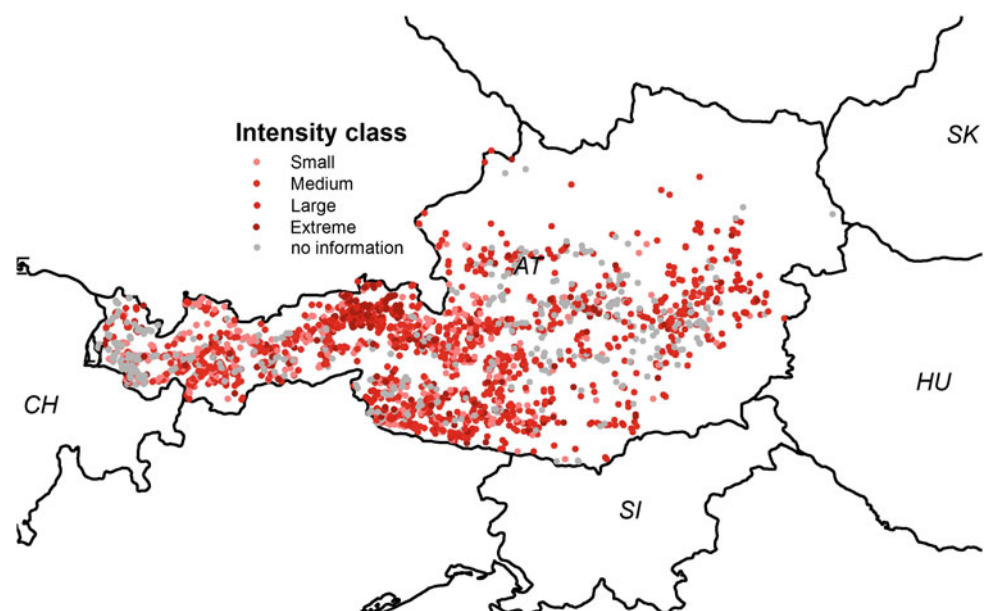 SK
Intensity class
Small
Medium
Large
Extreme
no information
AT
HU
CH
SI